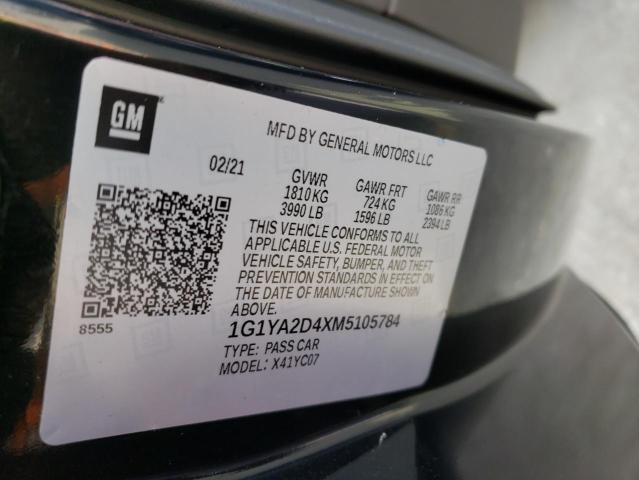 GM
MFD BY GENERAL MOTORS LLC
02/21
GVWR GAWR FRT GAWR RR
1810 KG 724 KG 1086 KG
3990 LB 1596 LB 2394 LB
THIS VEHICLE CONFORMS TO ALL
APPLICABLE U.S. FEDERAL MOTOR
VEHICLE SAFETY, BUMPER, AND THEFT
PREVENTION STANDARDS IN EFFECT ON
THE DATE OF MANUFACTURE SHOWN
ABOVE.
8555
1G1YA2D4XM5105784
TYPE: PASS CAR
MODEL: X41YC07